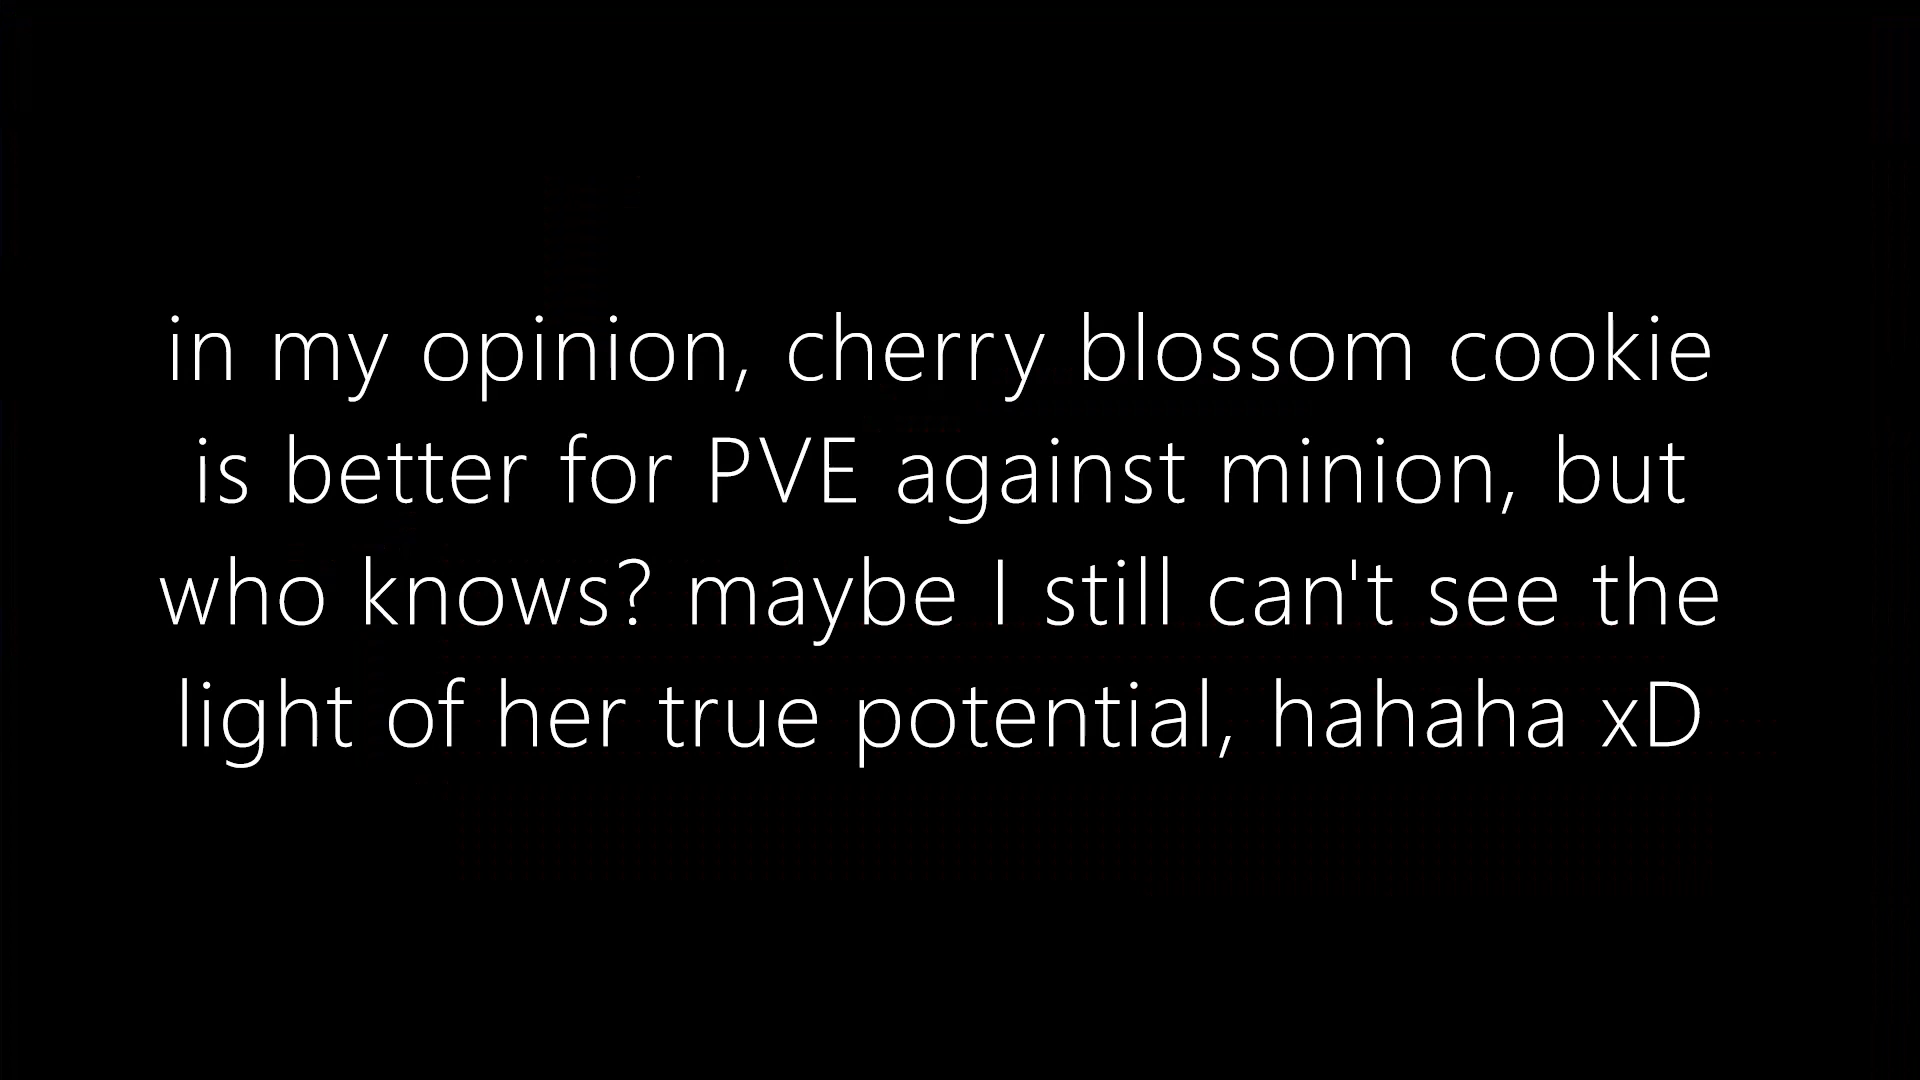 in my opinion, cherry blossom cookie
is better for PVE against minion, but
who knows? maybe I still can't see the
light of her true potential, hahaha xD